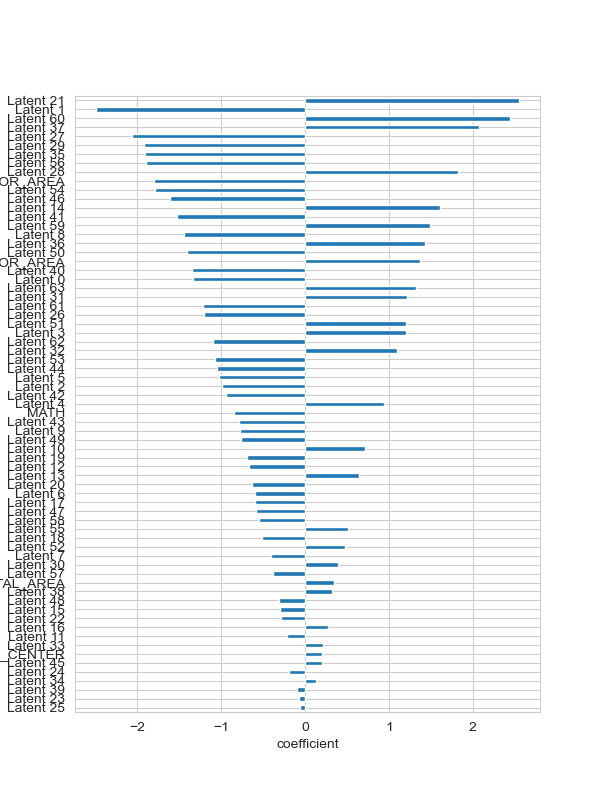 Latent 21
Latent 1
Latent 60
Latent 37
Latent 27
Latent 29
Latent 35
Latent 56
Latent 28
OR_AREA
Latent 54
Latent 46
Latent 14
Latent 41
Latent 59
Latent 8
Latent 36
Latent 50
OR_AREA
Latent 40
Latent 0
Latent 63
Latent 31
Latent 61
Latent 26
Latent 51
Latent 3
Latent 62
Latent 32
Latent 53
Latent 44
Latent 5
Latent 2
Latent 42
Latent 4
MATH
Latent 43
Latent 9
Latent 49
Latent 10
Latent 19
Latent 12
Latent 13
Latent 20
Latent 6
Latent 17
Latent 47
Latent 58
Latent 55
Latent 18
Latent 52
Latent 7
Latent 30
Latent 57
TAL_AREA
Latent 38
Latent 48
Latent 15
Latent 22
Latent 16
Latent 11
Latent 33
_CENTER
Latent 45
Latent 24
Latent 34
Latent 39
Latent 23
Latent 25
−2 −1 0 1 2
coefficient